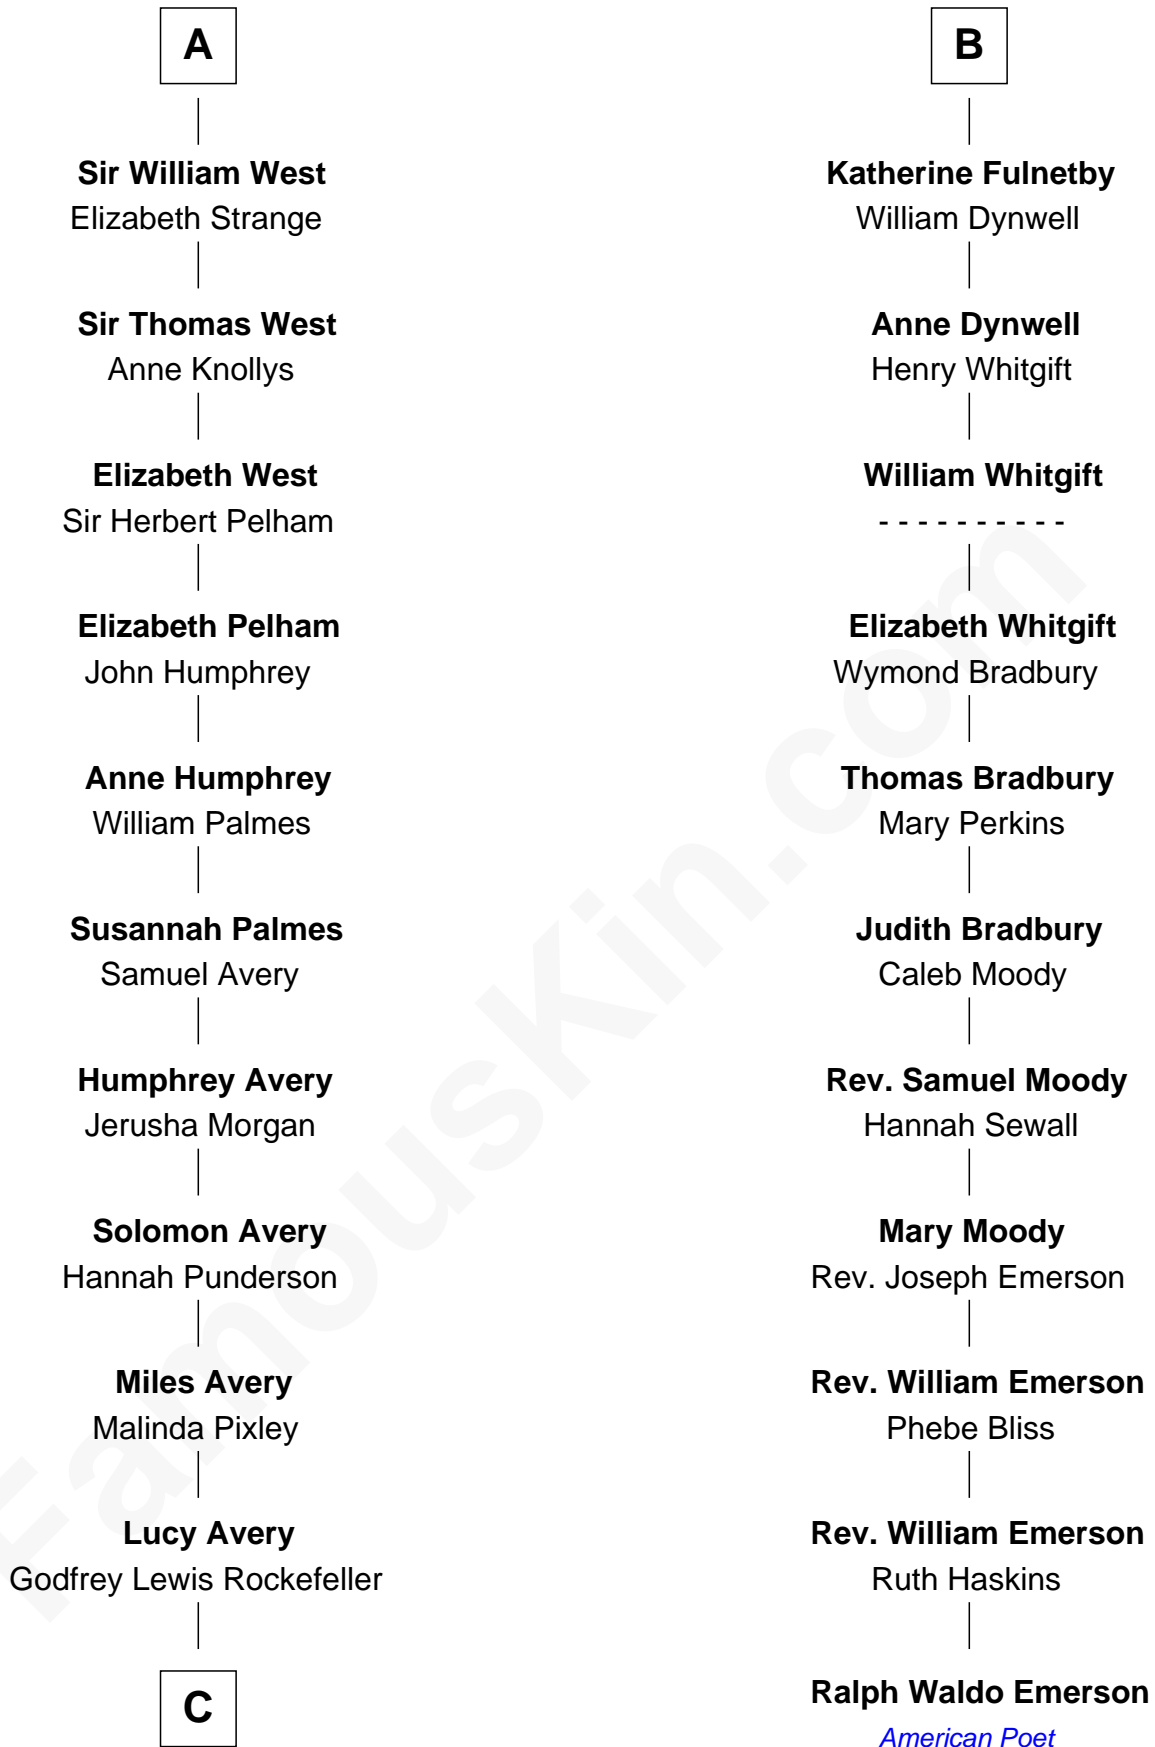 A
Sir William West
Elizabeth Strange
Sir Thomas West
Anne Knollys
Elizabeth West
Sir Herbert Pelham
Elizabeth Pelham
John Humphrey
Anne Humphrey
William Palmes
Susannah Palmes
Samuel Avery
Humphrey Avery
Jerusha Morgan
Solomon Avery
Hannah Punderson
Miles Avery
Malinda Pixley
Lucy Avery
Godfrey Lewis Rockefeller
C
B
Katherine Fulnetby
William Dynwell
Anne Dynwell
Henry Whitgift
William Whitgift
- - - - - - - - - -
Elizabeth Whitgift
Wymond Bradbury
Thomas Bradbury
Mary Perkins
Judith Bradbury
Caleb Moody
Rev. Samuel Moody
Hannah Sewall
Mary Moody
Rev. Joseph Emerson
Rev. William Emerson
Phebe Bliss
Rev. William Emerson
Ruth Haskins
Ralph Waldo Emerson
American Poet
FamousKin.com